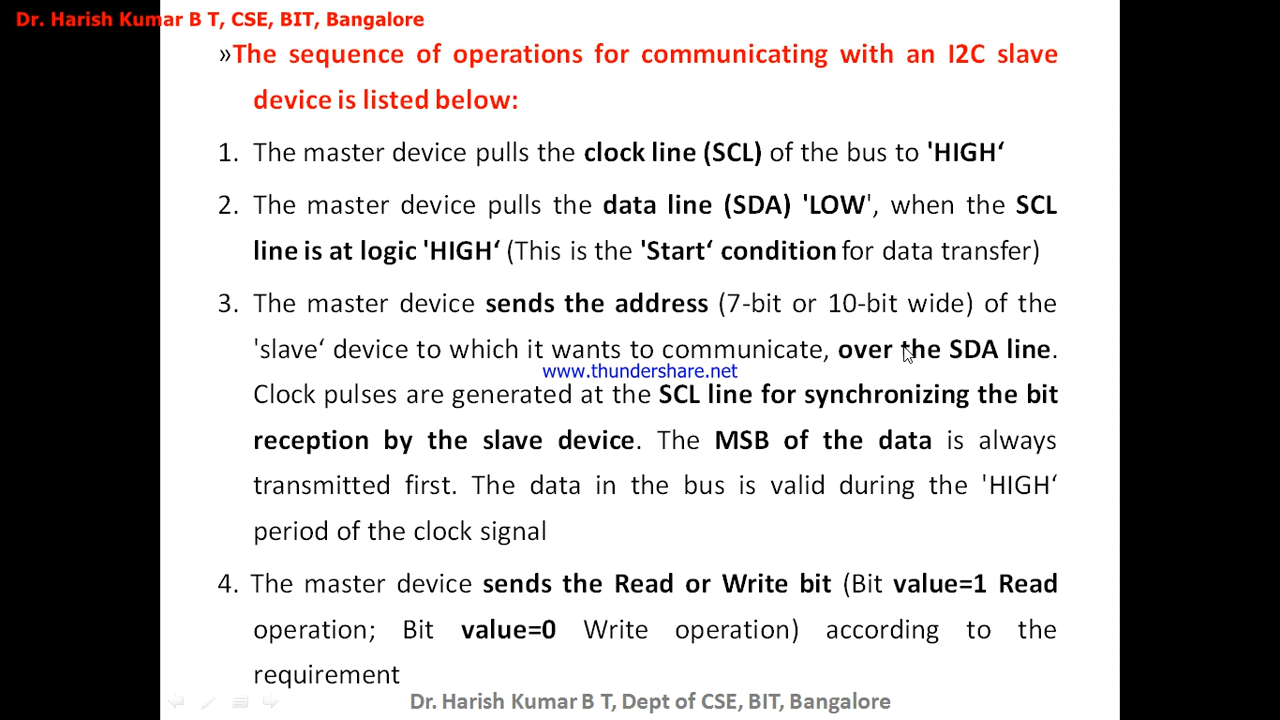 Dr. Harish Kumar B T, CSE, BIT, Bangalore
»The sequence of operations for communicating with an I2C slave
device is listed below:
1. The master device pulls the clock line (SCL) of the bus to 'HIGH‘
2. The master device pulls the data line (SDA) 'LOW', when the SCL
line is at logic 'HIGH‘ (This is the 'Start‘ condition for data transfer)
3. The master device sends the address (7-bit or 10-bit wide) of the
'slave‘ device to which it wants to communicate, over the SDA line.
www.thundershare.net
Clock pulses are generated at the SCL line for synchronizing the bit
reception by the slave device. The MSB of the data is always
transmitted first. The data in the bus is valid during the 'HIGH‘
period of the clock signal
4. The master device sends the Read or Write bit (Bit value=1 Read
operation; Bit value=0 Write operation) according to the
requirement
Dr. Harish Kumar B T, Dept of CSE, BIT, Bangalore